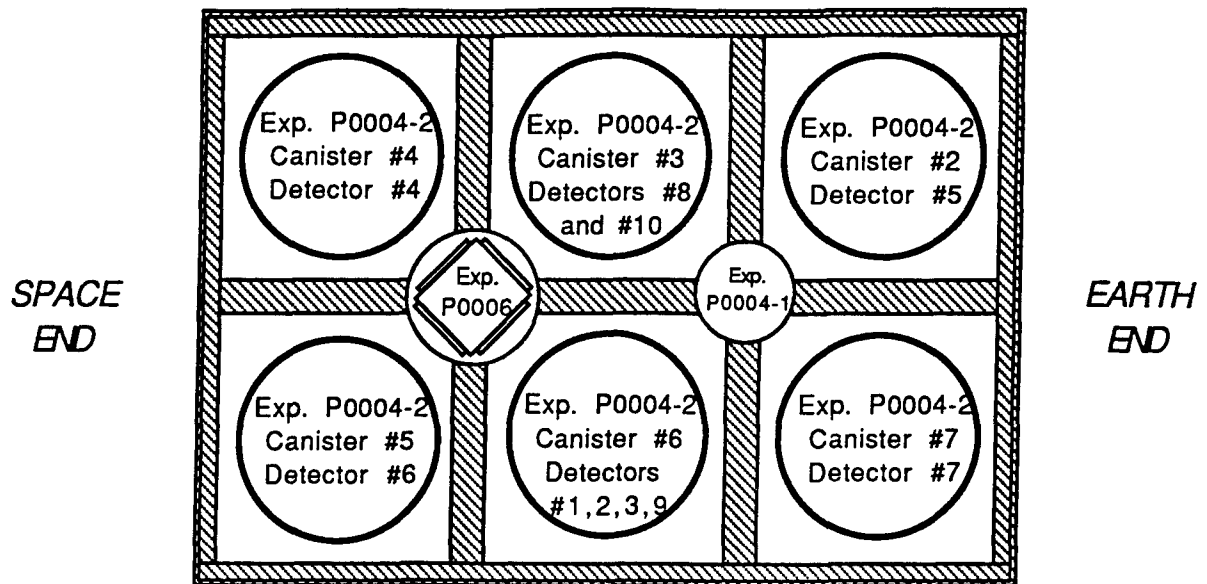 Exp. P0004-2
Canister #4
Detector #4
Exp. P0004-2
Canister #3
Detectors #8
and #10
Exp. P0004-2
Canister #2
Detector #5
SPACE
END
Exp.
P0006
Exp.
P0004-1
EARTH
END
Exp. P0004-2
Canister #5
Detector #6
Exp. P0004-2
Canister #6
Detectors
#1,2,3,9
Exp. P0004-2
Canister #7
Detector #7